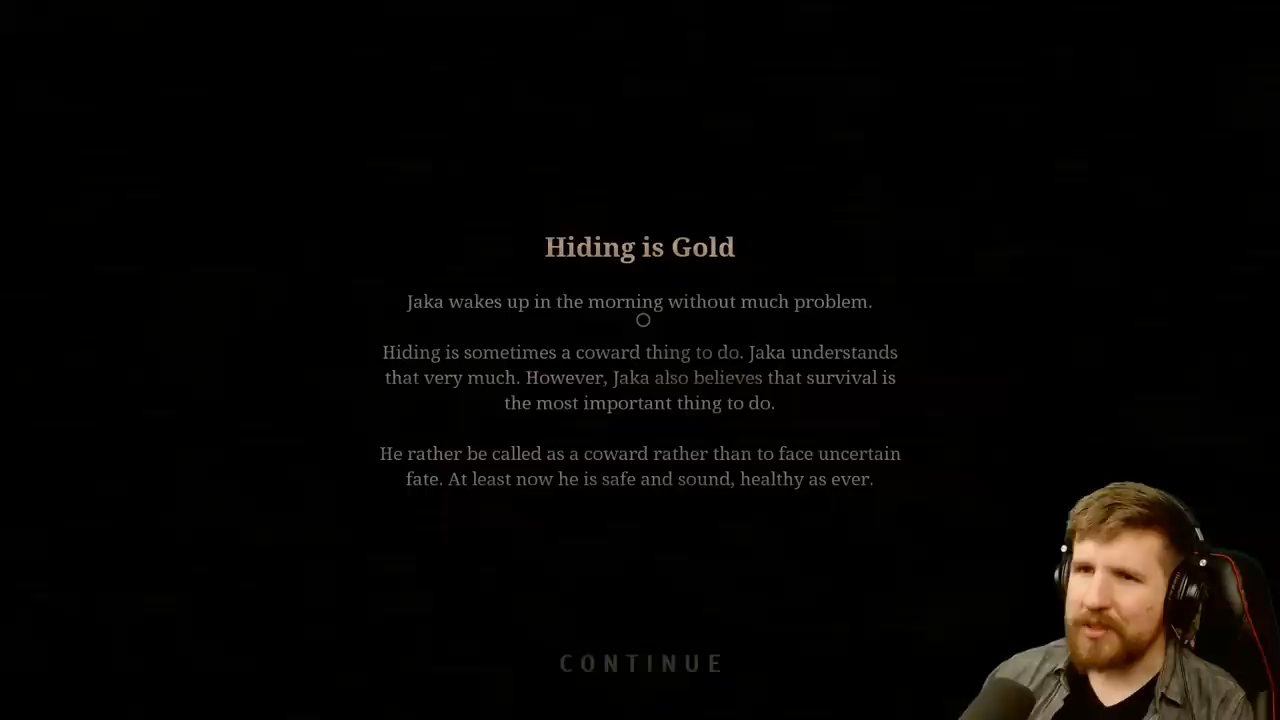 Hiding is Gold
Jaka wakes up in the morning without much problem.
Hiding is sometimes a coward thing to do. Jaka understands
that very much. However, Jaka also believes that survival is
the most important thing to do.
He rather be called as a coward rather than to face uncertain
fate. At least now he is safe and sound, healthy as ever.
CONTINUE